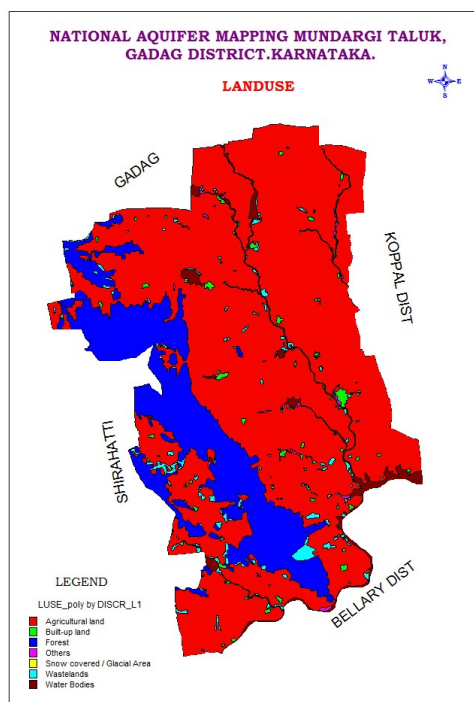 NATIONAL AQUIFER MAPPING MUNDARGI TALUK,
GADAG DISTRICT.KARNATAKA.
LANDUSE
N
W E
S
GADAG
KOPPAL DIST
SHIRAHATTI
BELLARY DIST
LEGEND
LUSE_poly by DISCR_L1
Agricultural land
Built-up land
Forest
Others
Snow covered / Glacial Area
Wastelands
Water Bodies